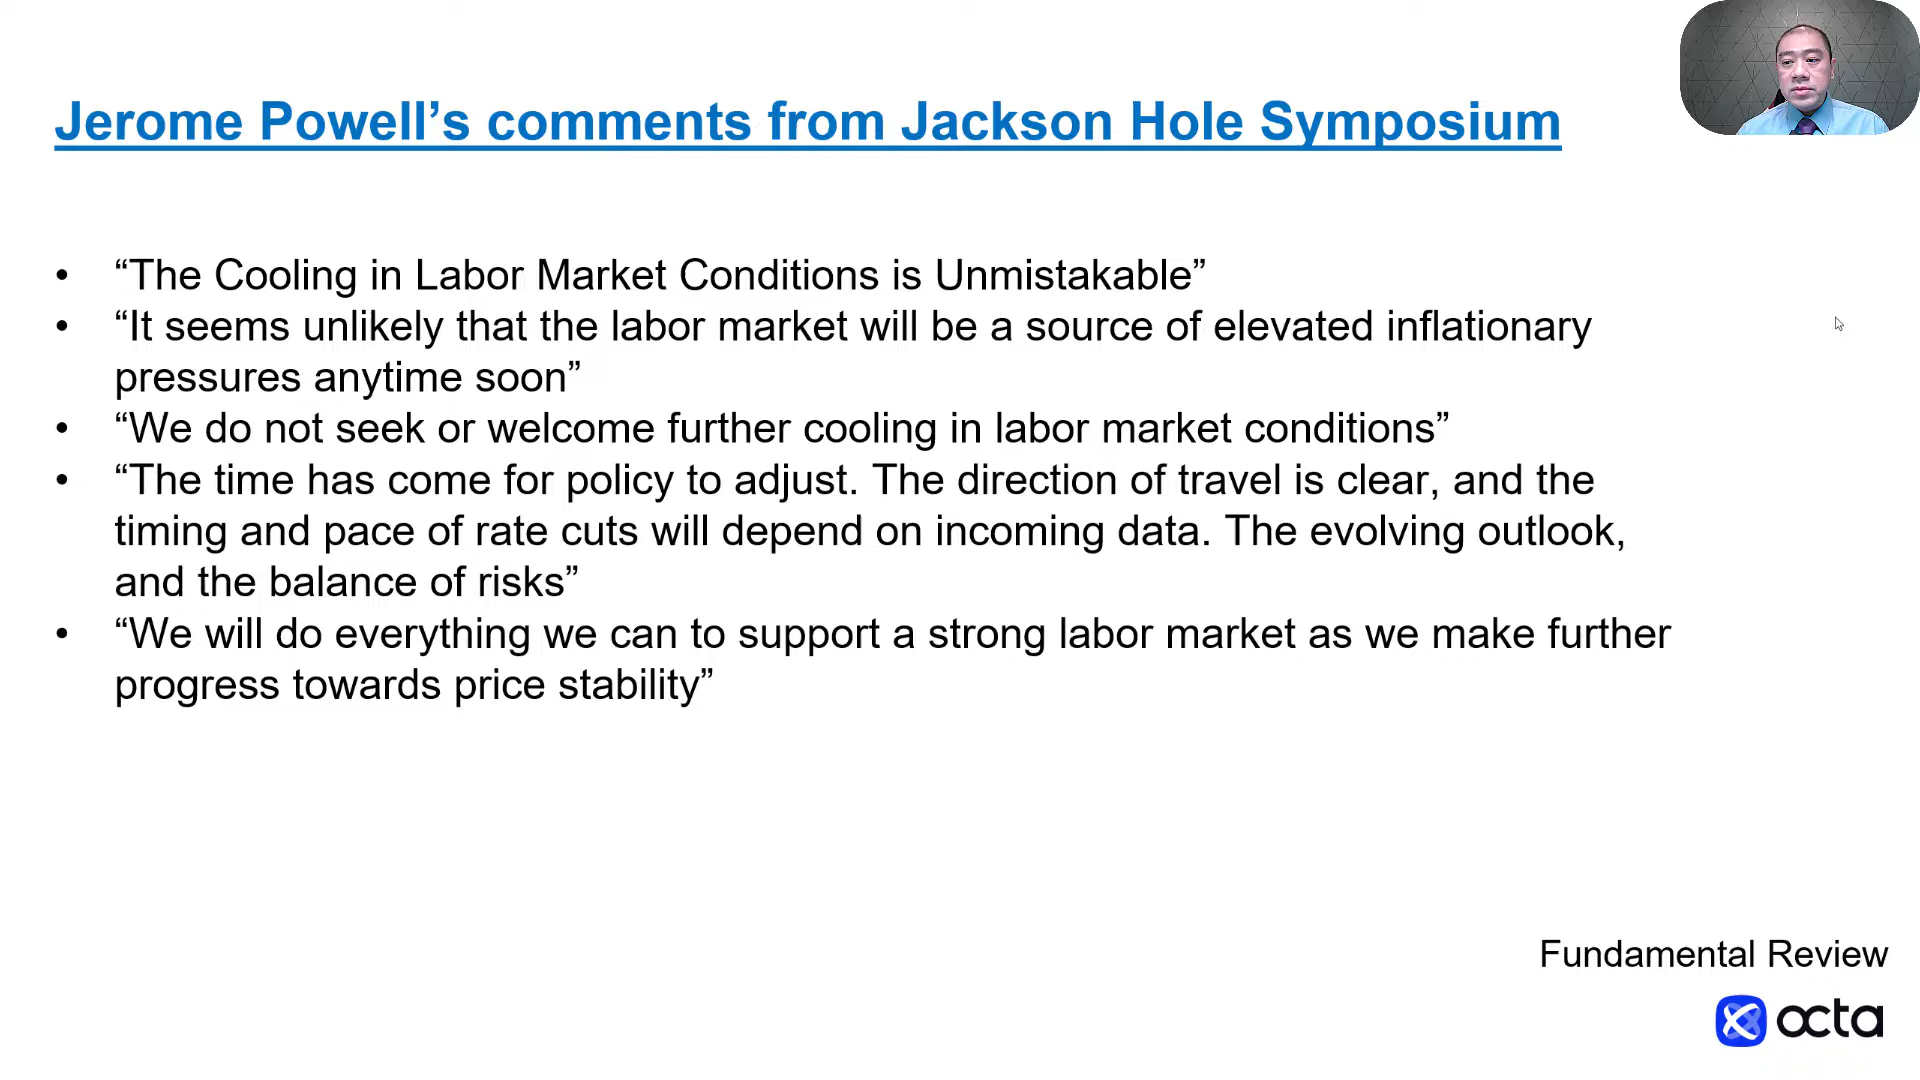 Jerome Powell’s comments from Jackson Hole Symposium
• “The Cooling in Labor Market Conditions is Unmistakable”
• “It seems unlikely that the labor market will be a source of elevated inflationary
pressures anytime soon”
• “We do not seek or welcome further cooling in labor market conditions”
• “The time has come for policy to adjust. The direction of travel is clear, and the
timing and pace of rate cuts will depend on incoming data. The evolving outlook,
and the balance of risks”
• “We will do everything we can to support a strong labor market as we make further
progress towards price stability”
Fundamental Review
octa